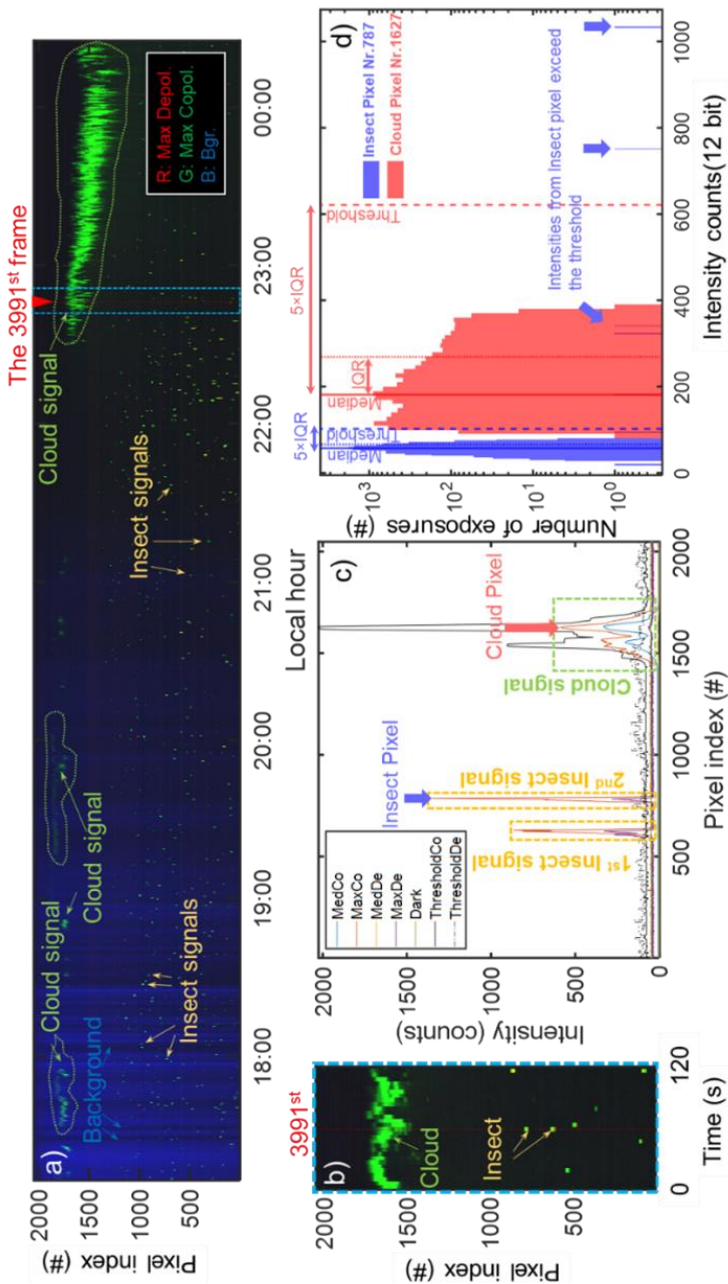 The 3991st frame
a)
Cloud signal
Cloud signal
Cloud signal
Background
Insect signals
Insect signals
R: Max Depol.
G: Max Copol.
B: Bgr.
Pixel index (#)
2000
1500
1000
500
18:00
19:00
20:00
21:00
22:00
23:00
00:00
Local hour
3991st
b)
Cloud
Insect
Pixel index (#)
2000
1500
1000
500
0
120
Time (s)
c)
MedCo
MaxCo
MedDe
MaxDe
Dark
ThresholdCo
ThresholdDe
Insect Pixel
Cloud Pixel
1st Insect signal
2nd Insect signal
Cloud signal
Intensity (counts)
2000
1500
1000
500
0
500
1000
1500
2000
Pixel index (#)
d)
Insect Pixel Nr.787
Cloud Pixel Nr.1627
5×IQR
5×IQR
IQR
Median
Threshold
Median
Threshold
Intensities from Insect pixel exceed
the threshold
Number of exposures (#)
10³
10²
10¹
10⁰
0
200
400
600
800
1000
Intensity counts(12 bit)